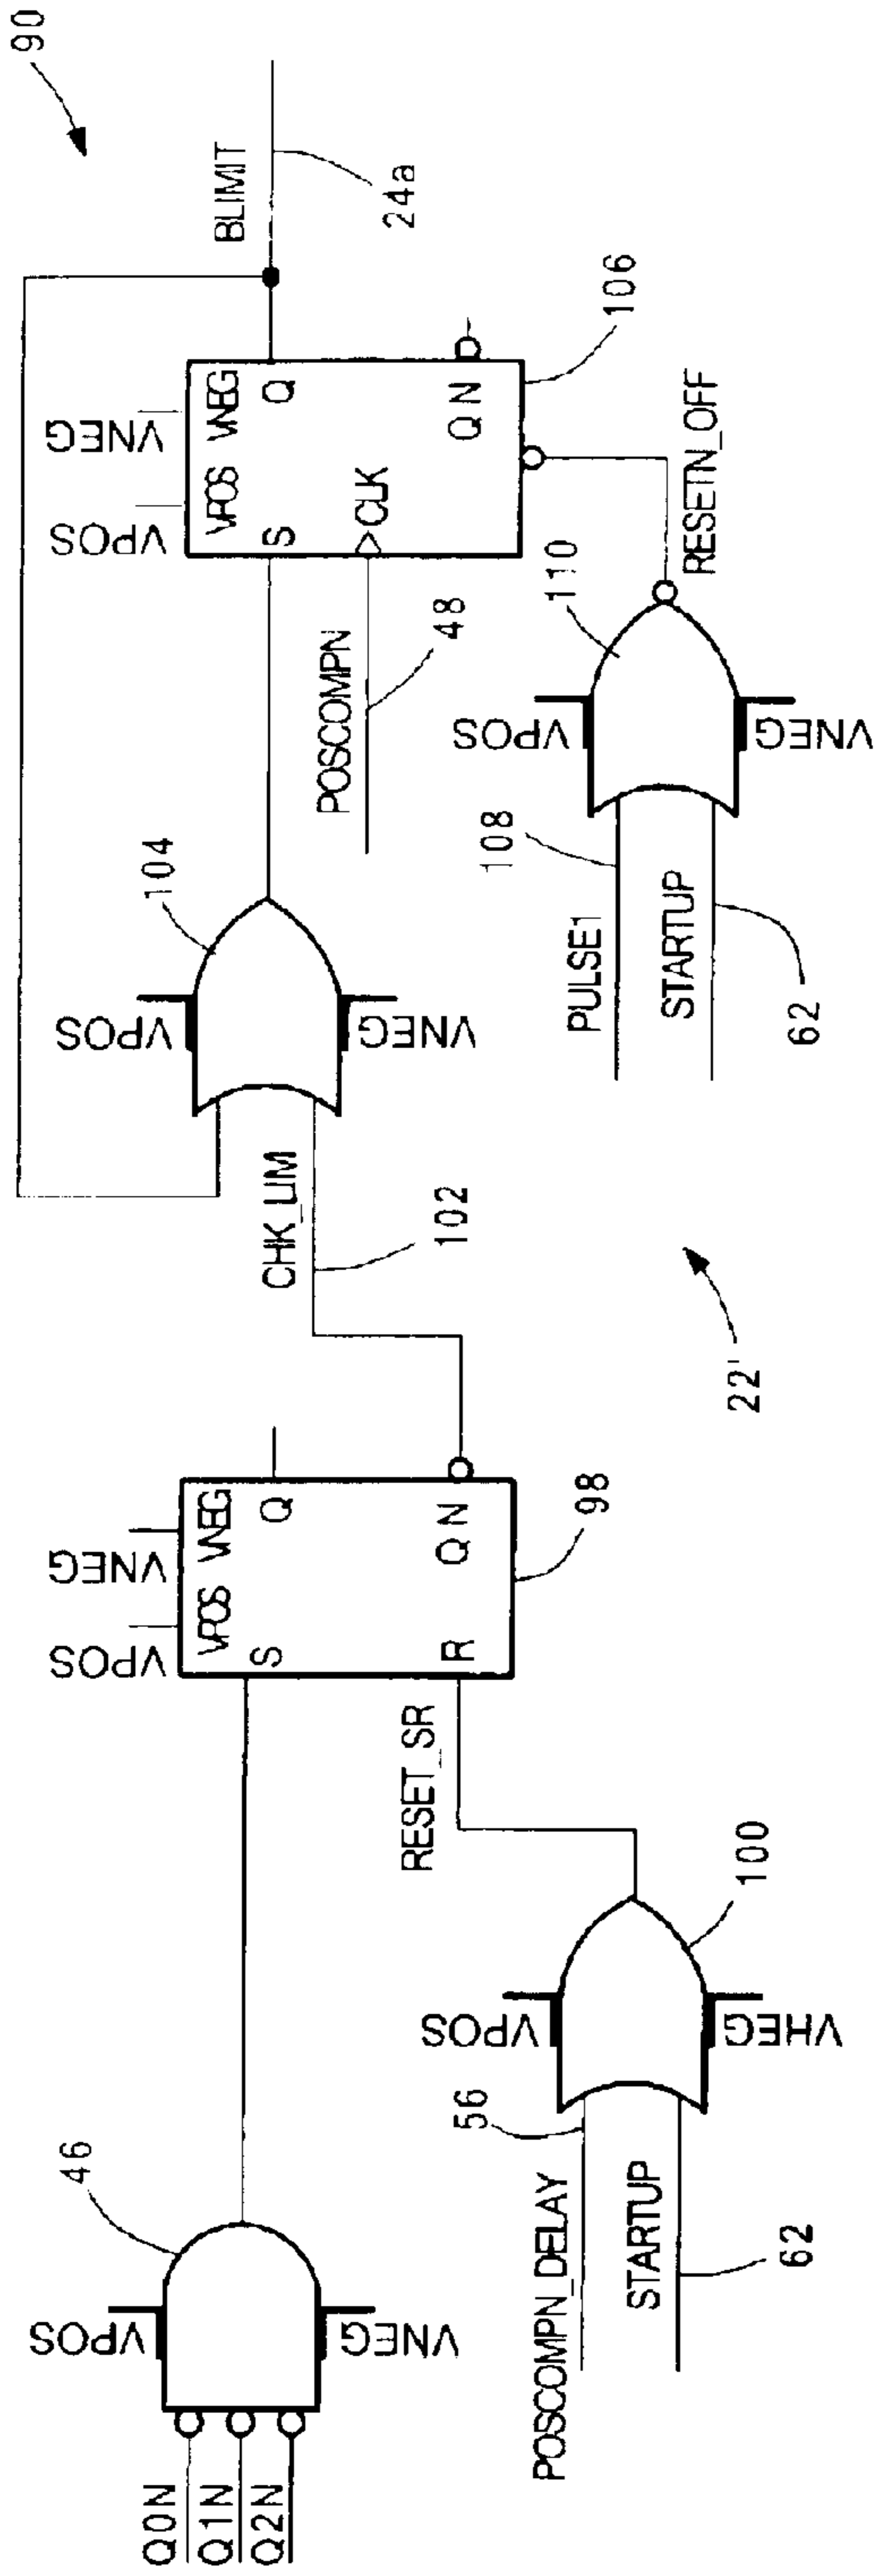 90
BLIMIT
24a
VNEG
VPOS
VPOS VNEG
S
Q
CLK
Q N
106
POSCOMPN
48
RESETN_OFF
110
VPOS
VNEG
PULSE1
108
STARTUP
62
104
VPOS
VNEG
CHK_LIM
102
22'
VNEG
VPOS
VPOS VNEG
S
Q
R
Q N
98
RESET_SR
100
VPOS
VHEG
POSCOMPN_DELAY
56
STARTUP
62
46
VPOS
VNEG
Q0N
Q1N
Q2N